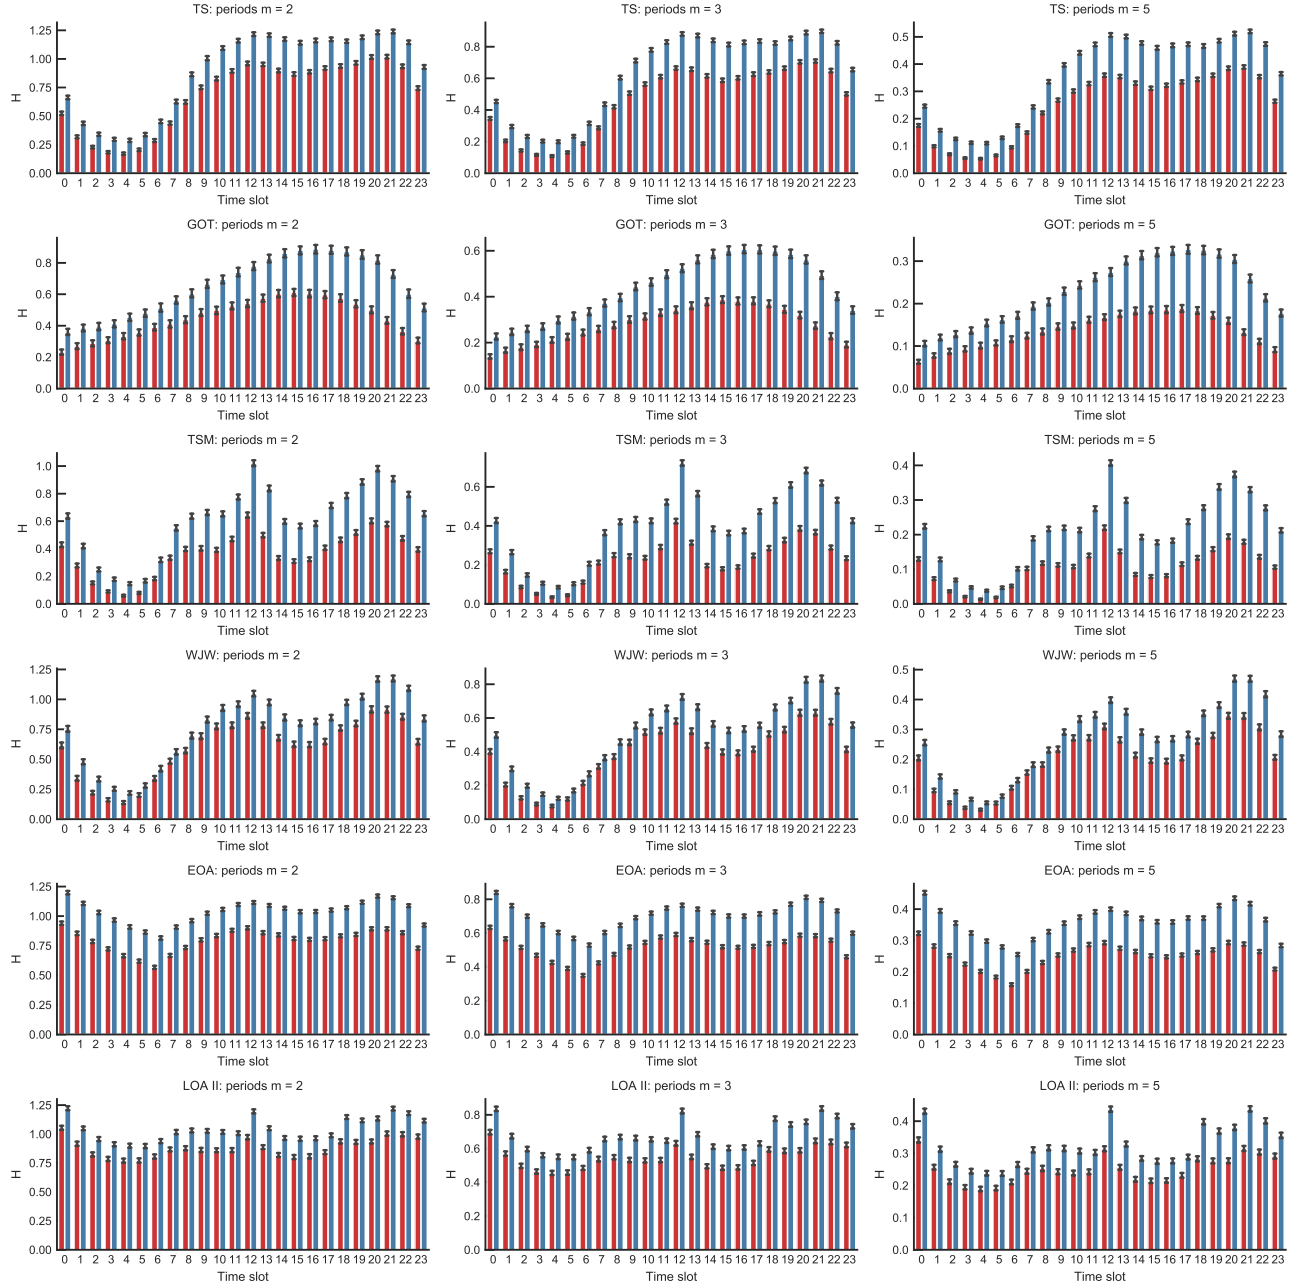 TS: periods m = 2
TS: periods m = 3
TS: periods m = 5
H
1.25
1.00
0.75
0.50
0.25
0.00
0 1 2 3 4 5 6 7 8 9 10 11 12 13 14 15 16 17 18 19 20 21 22 23
Time slot
H
0.8
0.6
0.4
0.2
0.0
0 1 2 3 4 5 6 7 8 9 10 11 12 13 14 15 16 17 18 19 20 21 22 23
Time slot
H
0.5
0.4
0.3
0.2
0.1
0.0
0 1 2 3 4 5 6 7 8 9 10 11 12 13 14 15 16 17 18 19 20 21 22 23
Time slot
GOT: periods m = 2
GOT: periods m = 3
GOT: periods m = 5
H
0.8
0.6
0.4
0.2
0.0
0 1 2 3 4 5 6 7 8 9 10 11 12 13 14 15 16 17 18 19 20 21 22 23
Time slot
H
0.6
0.4
0.2
0.0
0 1 2 3 4 5 6 7 8 9 10 11 12 13 14 15 16 17 18 19 20 21 22 23
Time slot
H
0.3
0.2
0.1
0.0
0 1 2 3 4 5 6 7 8 9 10 11 12 13 14 15 16 17 18 19 20 21 22 23
Time slot
TSM: periods m = 2
TSM: periods m = 3
TSM: periods m = 5
H
1.0
0.8
0.6
0.4
0.2
0.0
0 1 2 3 4 5 6 7 8 9 10 11 12 13 14 15 16 17 18 19 20 21 22 23
Time slot
H
0.6
0.4
0.2
0.0
0 1 2 3 4 5 6 7 8 9 10 11 12 13 14 15 16 17 18 19 20 21 22 23
Time slot
H
0.4
0.3
0.2
0.1
0.0
0 1 2 3 4 5 6 7 8 9 10 11 12 13 14 15 16 17 18 19 20 21 22 23
Time slot
WJW: periods m = 2
WJW: periods m = 3
WJW: periods m = 5
H
1.25
1.00
0.75
0.50
0.25
0.00
0 1 2 3 4 5 6 7 8 9 10 11 12 13 14 15 16 17 18 19 20 21 22 23
Time slot
H
0.8
0.6
0.4
0.2
0.0
0 1 2 3 4 5 6 7 8 9 10 11 12 13 14 15 16 17 18 19 20 21 22 23
Time slot
H
0.5
0.4
0.3
0.2
0.1
0.0
0 1 2 3 4 5 6 7 8 9 10 11 12 13 14 15 16 17 18 19 20 21 22 23
Time slot
EOA: periods m = 2
EOA: periods m = 3
EOA: periods m = 5
H
1.25
1.00
0.75
0.50
0.25
0.00
0 1 2 3 4 5 6 7 8 9 10 11 12 13 14 15 16 17 18 19 20 21 22 23
Time slot
H
0.8
0.6
0.4
0.2
0.0
0 1 2 3 4 5 6 7 8 9 10 11 12 13 14 15 16 17 18 19 20 21 22 23
Time slot
H
0.4
0.3
0.2
0.1
0.0
0 1 2 3 4 5 6 7 8 9 10 11 12 13 14 15 16 17 18 19 20 21 22 23
Time slot
LOA II: periods m = 2
LOA II: periods m = 3
LOA II: periods m = 5
H
1.25
1.00
0.75
0.50
0.25
0.00
0 1 2 3 4 5 6 7 8 9 10 11 12 13 14 15 16 17 18 19 20 21 22 23
Time slot
H
0.8
0.6
0.4
0.2
0.0
0 1 2 3 4 5 6 7 8 9 10 11 12 13 14 15 16 17 18 19 20 21 22 23
Time slot
H
0.4
0.3
0.2
0.1
0.0
0 1 2 3 4 5 6 7 8 9 10 11 12 13 14 15 16 17 18 19 20 21 22 23
Time slot